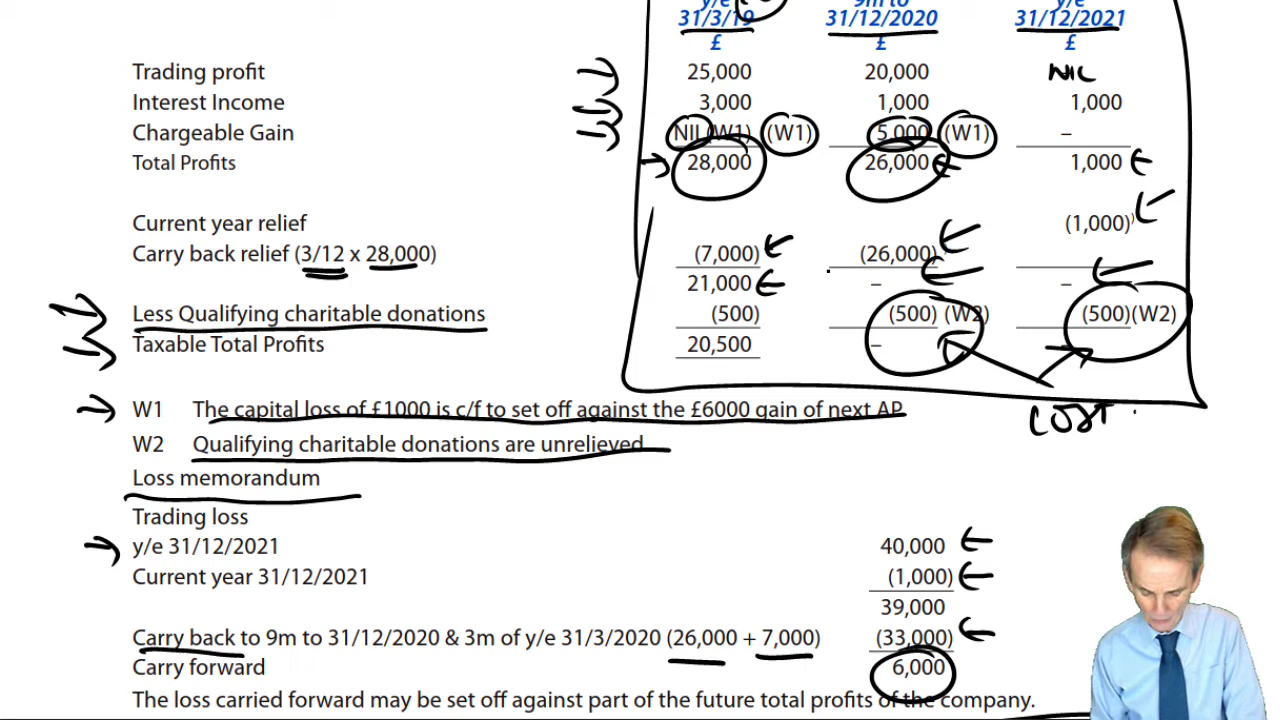 y/e 9m to y/e
31/3/19 31/12/2020 31/12/2021
£ £ £
Trading profit 25,000 20,000 NIL
Interest Income 3,000 1,000 1,000
Chargeable Gain NIL (W1) (W1) 5,000 (W1) –
Total Profits 28,000 26,000 1,000
Current year relief (1,000)
Carry back relief (3/12 x 28,000) (7,000) (26,000)
21,000 – –
Less Qualifying charitable donations (500) (500) (W2) (500)(W2)
Taxable Total Profits 20,500 –
W1 The capital loss of £1000 is c/f to set off against the £6000 gain of next AP
LOST
W2 Qualifying charitable donations are unrelieved
Loss memorandum
Trading loss
y/e 31/12/2021 40,000
Current year 31/12/2021 (1,000)
39,000
Carry back to 9m to 31/12/2020 & 3m of y/e 31/3/2020 (26,000 + 7,000) (33,000)
Carry forward 6,000
The loss carried forward may be set off against part of the future total profits of the company.